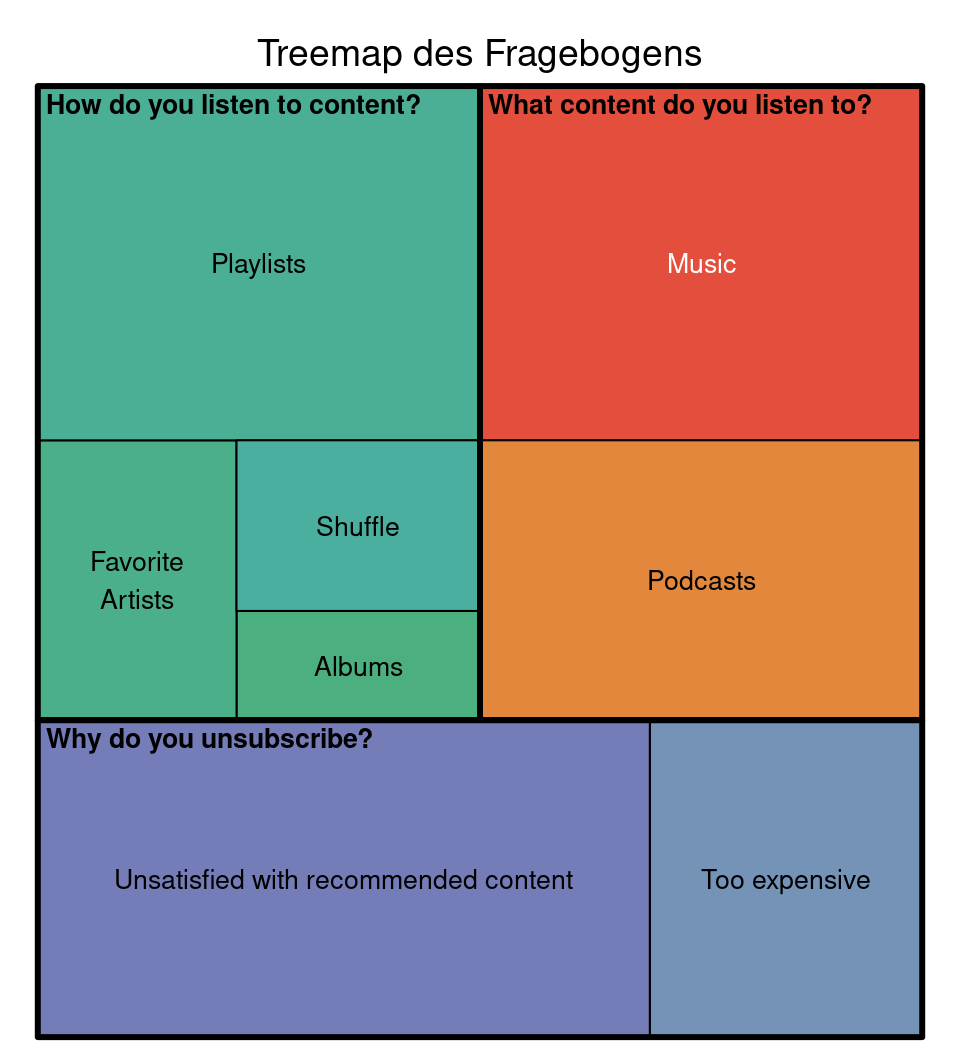 Treemap des Fragebogens
How do you listen to content?
Playlists
Favorite
Artists
Shuffle
Albums
What content do you listen to?
Music
Podcasts
Why do you unsubscribe?
Unsatisfied with recommended content
Too expensive